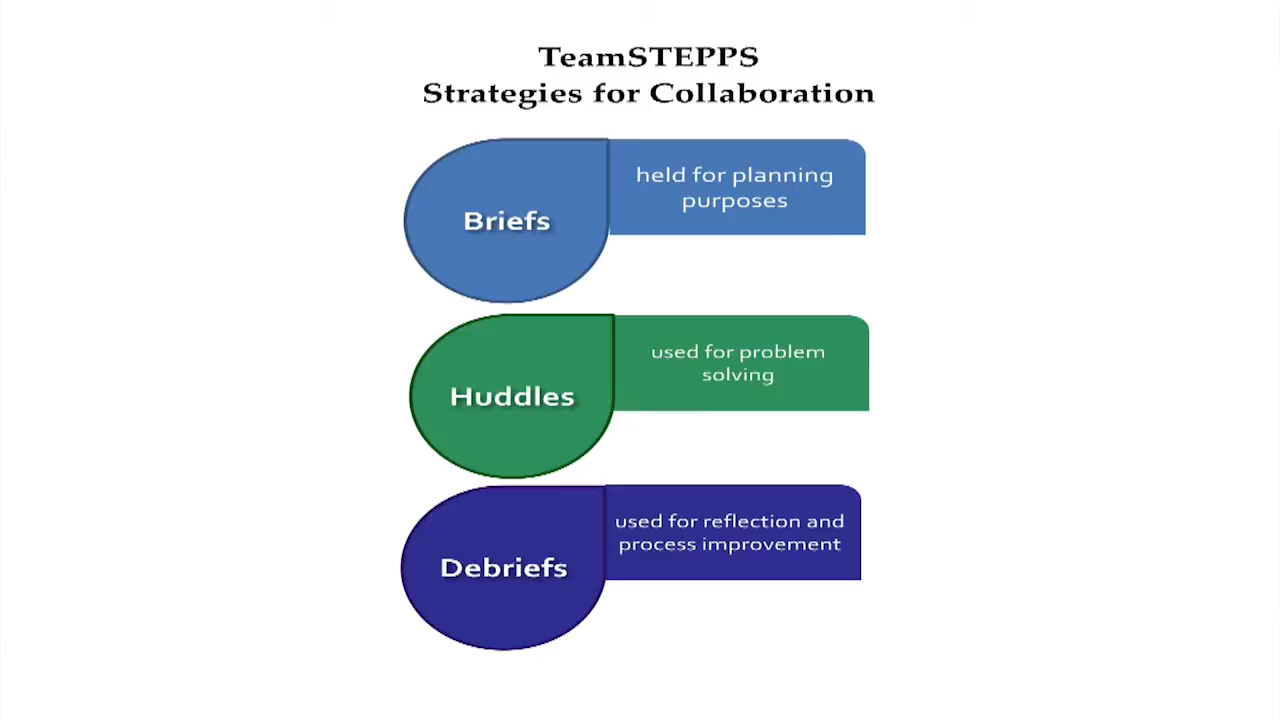 TeamSTEPPS
Strategies for Collaboration
Briefs
held for planning
purposes
Huddles
used for problem
solving
Debriefs
used for reflection and
process improvement